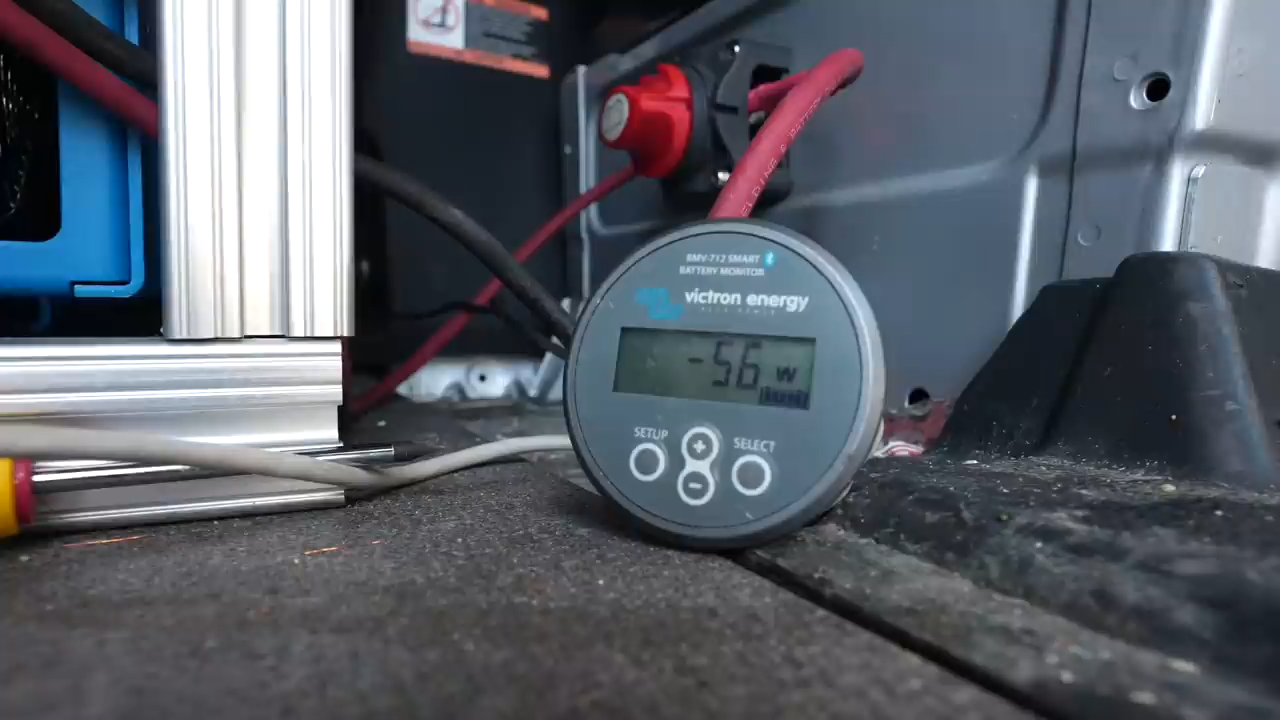 BMV-712 SMART
BATTERY MONITOR
victron energy
-56 W
SETUP
SELECT
+
-